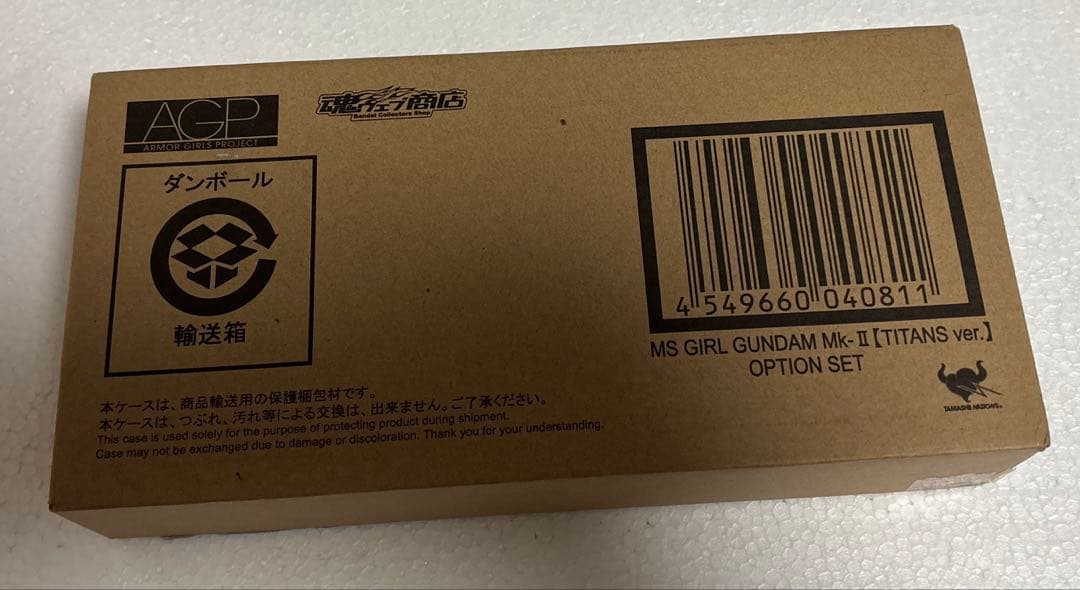 AGP
ARMOR GIRLS PROJECT
魂ウェブ商店
Bandai Collectors Shop
ダンボール
輸送箱
4 549660 040811
MS GIRL GUNDAM Mk-Ⅱ【TITANS ver.】
OPTION SET
TAMASHII NATIONS
本ケースは、商品輸送用の保護梱包材です。
本ケースは、つぶれ、汚れ等による交換は、出来ません。ご了承ください。
This case is used solely for the purpose of protecting product during shipment.
Case may not be exchanged due to damage or discoloration. Thank you for your understanding.